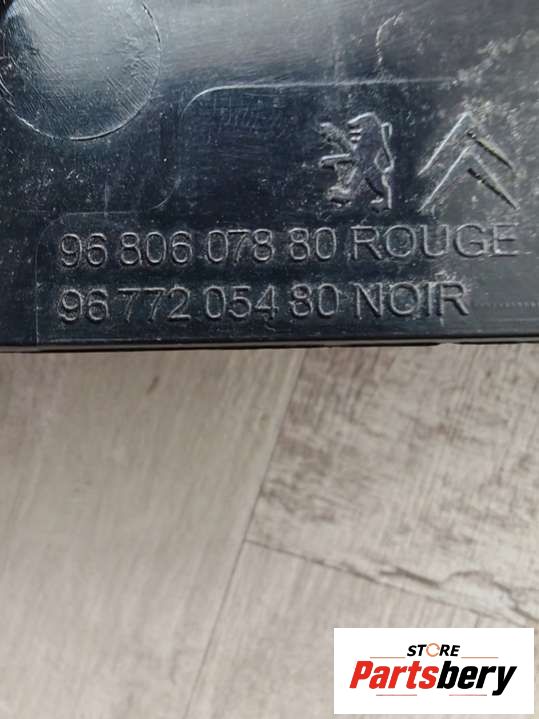 96 806 078 80 ROUGE
96 772 054 80 NOIR
STORE
Partsbery